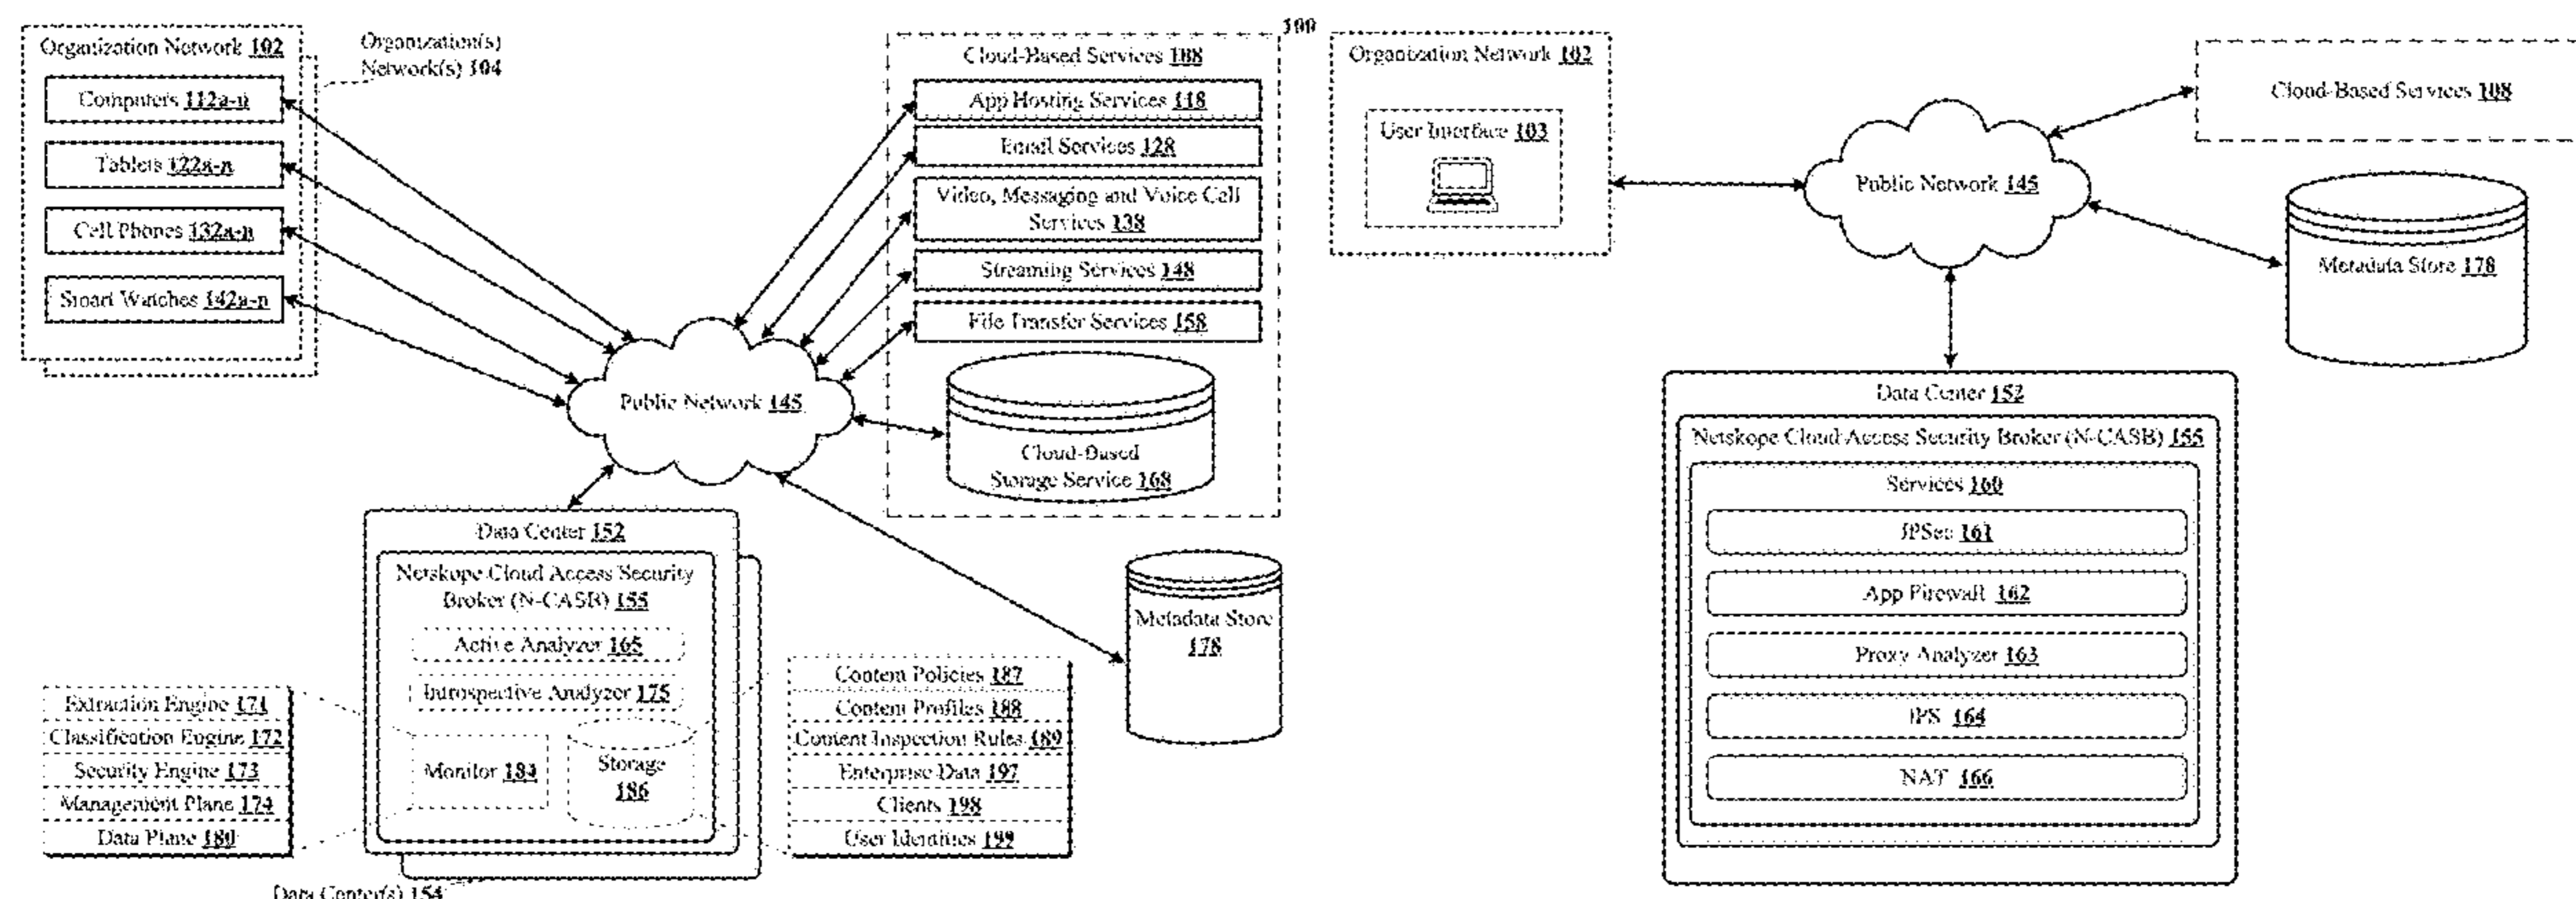 Organization Network 102
Organization(s)
Network(s) 104
Computers 112a-n
Tablets 122a-n
Cell Phones 132a-n
Smart Watches 142a-n
100
Cloud-Based Services 108
App Hosting Services 118
Email Services 128
Video, Messaging and Voice Call
Services 138
Streaming Services 148
File Transfer Services 158
Cloud-Based
Storage Service 168
Public Network 145
Data Center 152
Netskope Cloud Access Security
Broker (N-CASB) 155
Active Analyzer 165
Introspective Analyzer 175
Monitor 184
Storage
186
Extraction Engine 171
Classification Engine 172
Security Engine 173
Management Plane 174
Data Plane 180
Data Center(s) 154
Content Policies 187
Content Profiles 188
Content Inspection Rules 189
Enterprise Data 197
Clients 198
User Identities 199
Metadata Store
178
Organization Network 102
User Interface 103
Public Network 145
Cloud-Based Services 108
Metadata Store 178
Data Center 152
Netskope Cloud Access Security Broker (N-CASB) 155
Services 160
IPSec 161
App Firewall 162
Proxy Analyzer 163
IPS 164
NAT 166